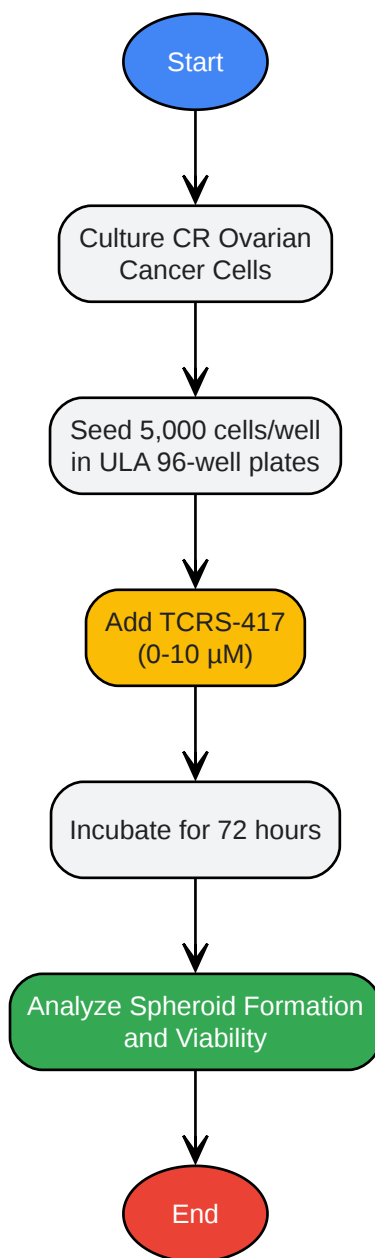 Start
Culture CR Ovarian
Cancer Cells
Seed 5,000 cells/well
in ULA 96-well plates
Add TCRS-417
(0-10 µM)
Incubate for 72 hours
Analyze Spheroid Formation
and Viability
End